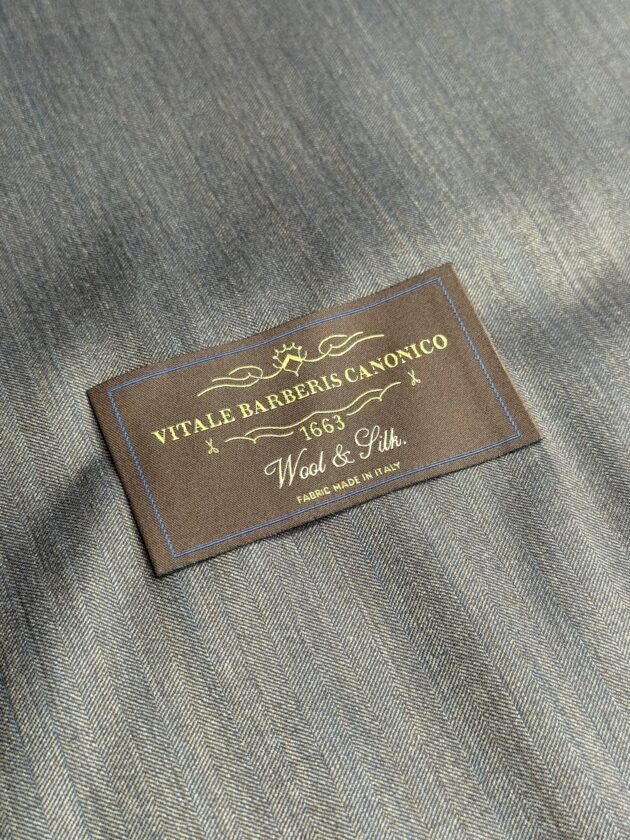 VITALE BARBERIS CANONICO
1663
Wool & Silk.
FABRIC MADE IN ITALY